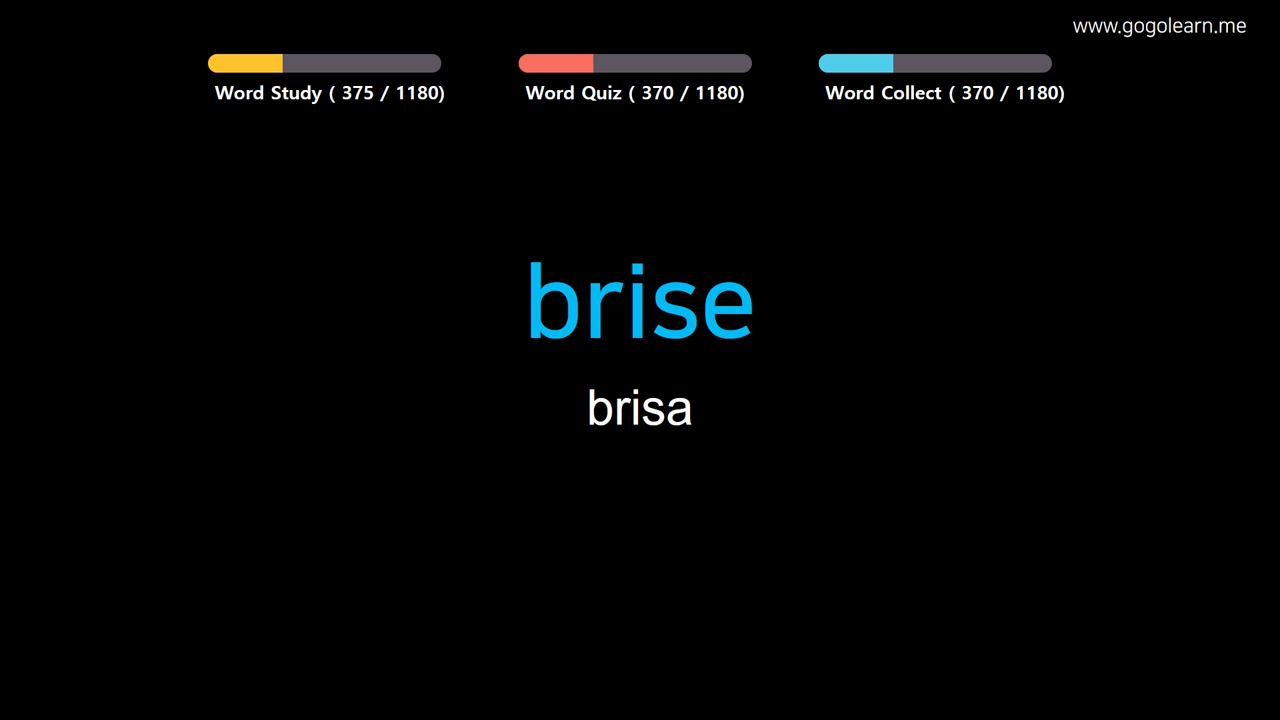 www.gogolearn.me
Word Study ( 375 / 1180)
Word Quiz ( 370 / 1180)
Word Collect ( 370 / 1180)
brise
brisa